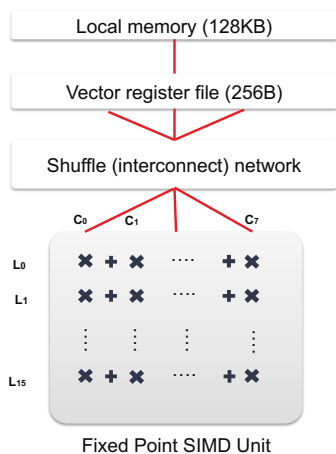 Local memory (128KB)
Vector register file (256B)
Shuffle (interconnect) network
C0 C1 C7
L0 × + × ···· + ×
L1 × + × ···· + ×
L15 × + × ···· + ×
Fixed Point SIMD Unit